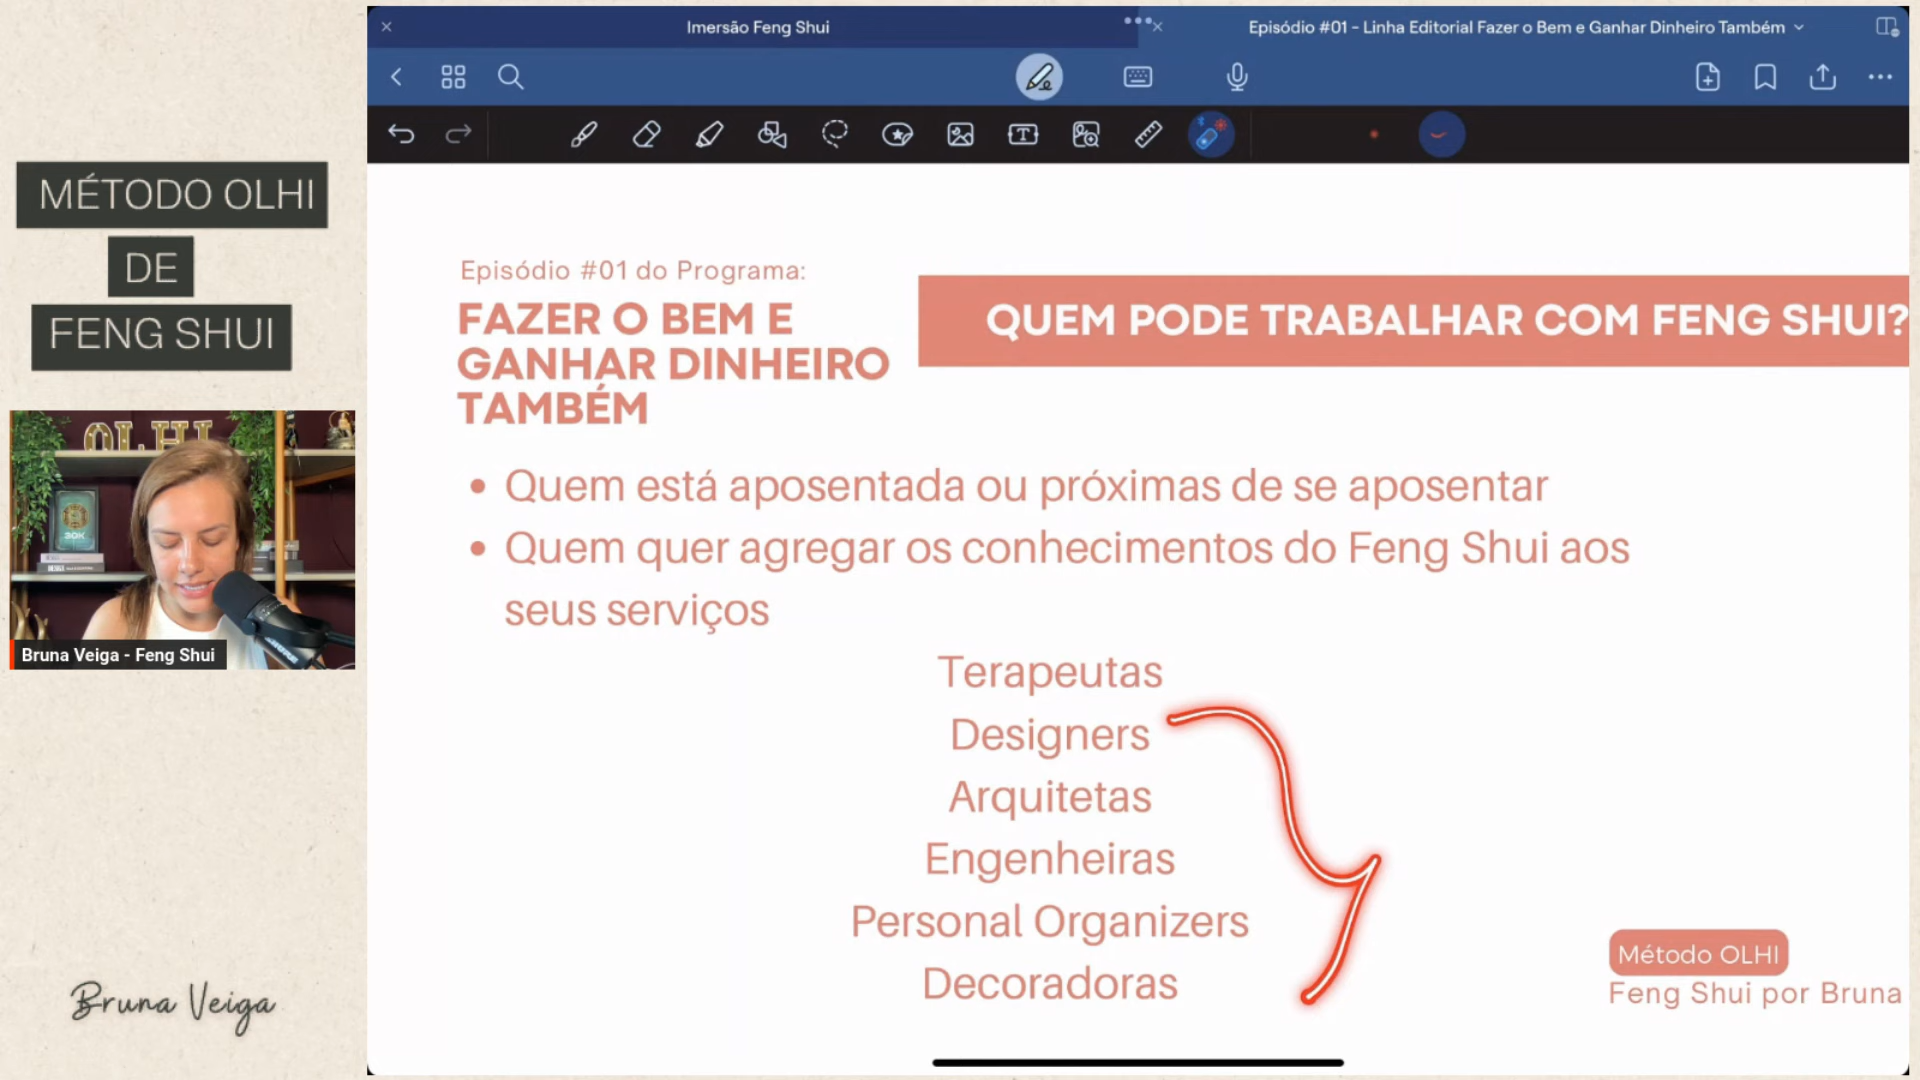 MÉTODO OLHI
DE
FENG SHUI
OLHI
30K
Bruna Veiga - Feng Shui
Bruna Veiga
Imersão Feng Shui
Episódio #01 - Linha Editorial Fazer o Bem e Ganhar Dinheiro Também
Episódio #01 do Programa:
FAZER O BEM E
GANHAR DINHEIRO
TAMBÉM
QUEM PODE TRABALHAR COM FENG SHUI?
• Quem está aposentada ou próximas de se aposentar
• Quem quer agregar os conhecimentos do Feng Shui aos
seus serviços
Terapeutas
Designers
Arquitetas
Engenheiras
Personal Organizers
Decoradoras
Método OLHI
Feng Shui por Bruna